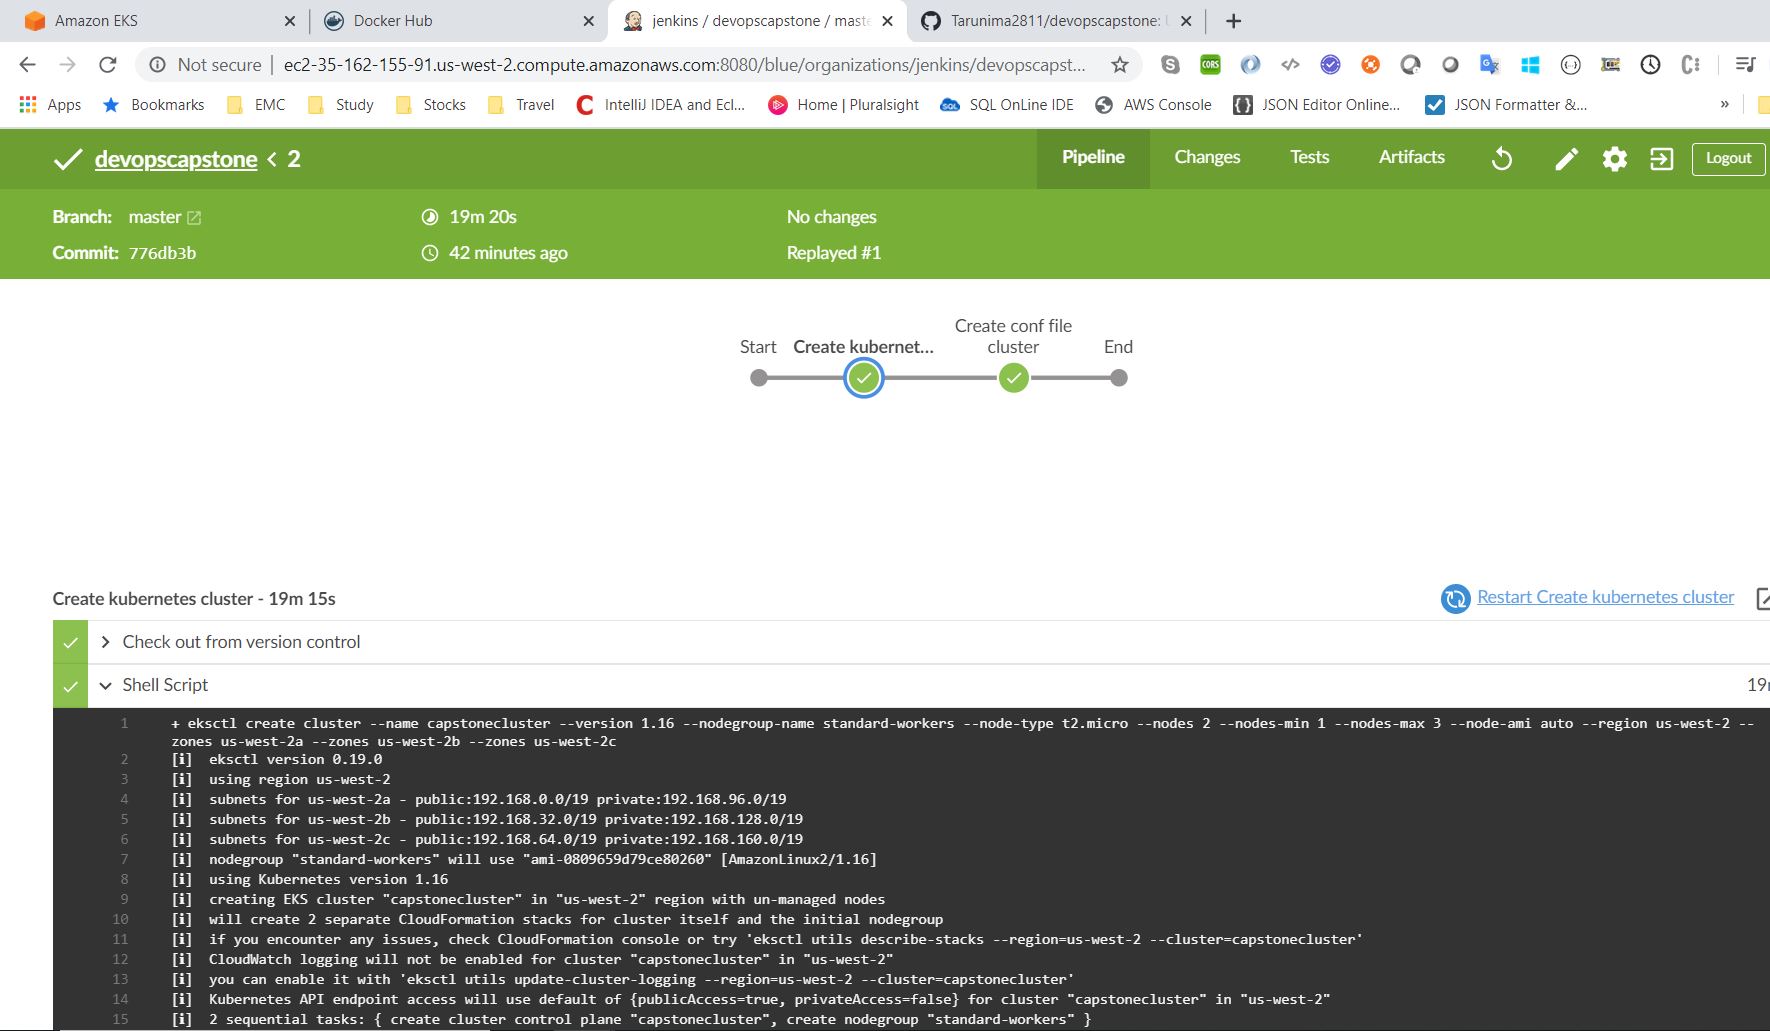 Amazon EKS
Docker Hub
jenkins / devopscapstone / maste
Tarunima2811/devopscapstone:
Not secure
ec2-35-162-155-91.us-west-2.compute.amazonaws.com:8080/blue/organizations/jenkins/devopscapst...
CORS
Apps
Bookmarks
EMC
Study
Stocks
Travel
IntelliJ IDEA and Ecl...
Home | Pluralsight
SQL OnLine IDE
AWS Console
JSON Editor Online...
JSON Formatter &...
»
devopscapstone < 2
Pipeline
Changes
Tests
Artifacts
Logout
Branch: master
19m 20s
No changes
Commit: 776db3b
42 minutes ago
Replayed #1
Start
Create kubernet...
Create conf file
cluster
End
Create kubernetes cluster - 19m 15s
Restart Create kubernetes cluster
Check out from version control
Shell Script
19m
1 + eksctl create cluster --name capstonecluster --version 1.16 --nodegroup-name standard-workers --node-type t2.micro --nodes 2 --nodes-min 1 --nodes-max 3 --node-ami auto --region us-west-2 --
zones us-west-2a --zones us-west-2b --zones us-west-2c
2 [ℹ] eksctl version 0.19.0
3 [ℹ] using region us-west-2
4 [ℹ] subnets for us-west-2a - public:192.168.0.0/19 private:192.168.96.0/19
5 [ℹ] subnets for us-west-2b - public:192.168.32.0/19 private:192.168.128.0/19
6 [ℹ] subnets for us-west-2c - public:192.168.64.0/19 private:192.168.160.0/19
7 [ℹ] nodegroup "standard-workers" will use "ami-0809659d79ce80260" [AmazonLinux2/1.16]
8 [ℹ] using Kubernetes version 1.16
9 [ℹ] creating EKS cluster "capstonecluster" in "us-west-2" region with un-managed nodes
10 [ℹ] will create 2 separate CloudFormation stacks for cluster itself and the initial nodegroup
11 [ℹ] if you encounter any issues, check CloudFormation console or try 'eksctl utils describe-stacks --region=us-west-2 --cluster=capstonecluster'
12 [ℹ] CloudWatch logging will not be enabled for cluster "capstonecluster" in "us-west-2"
13 [ℹ] you can enable it with 'eksctl utils update-cluster-logging --region=us-west-2 --cluster=capstonecluster'
14 [ℹ] Kubernetes API endpoint access will use default of {publicAccess=true, privateAccess=false} for cluster "capstonecluster" in "us-west-2"
15 [ℹ] 2 sequential tasks: { create cluster control plane "capstonecluster", create nodegroup "standard-workers" }